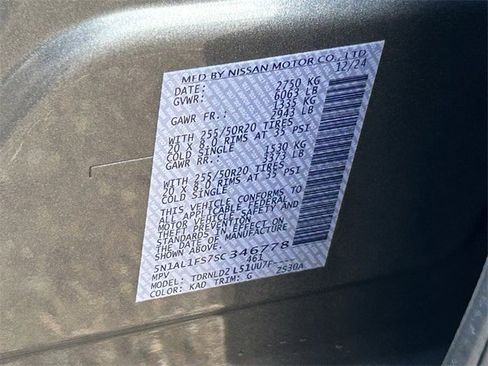 MFD BY NISSAN MOTOR CO., LTD
DATE: 12/24
GVWR: 2750 KG
6063 LB
GAWR FR.: 1335 KG
2943 LB
WITH 255/50R20 TIRES
20 X 8.0 RIMS AT 35 PSI
COLD SINGLE
GAWR RR.: 1530 KG
3373 LB
WITH 255/50R20 TIRES
20 X 8.0 RIMS AT 35 PSI
COLD SINGLE
THIS VEHICLE CONFORMS TO
ALL APPLICABLE FEDERAL
MOTOR VEHICLE SAFETY AND
THEFT PREVENTION
STANDARDS IN EFFECT ON
THE DATE OF MANUFACTURE
5N1AL1FS7SC346778
MPV 461
TDRNLD2 L51UU7F-----
COLOR: KAD TRIM: G 2S30A